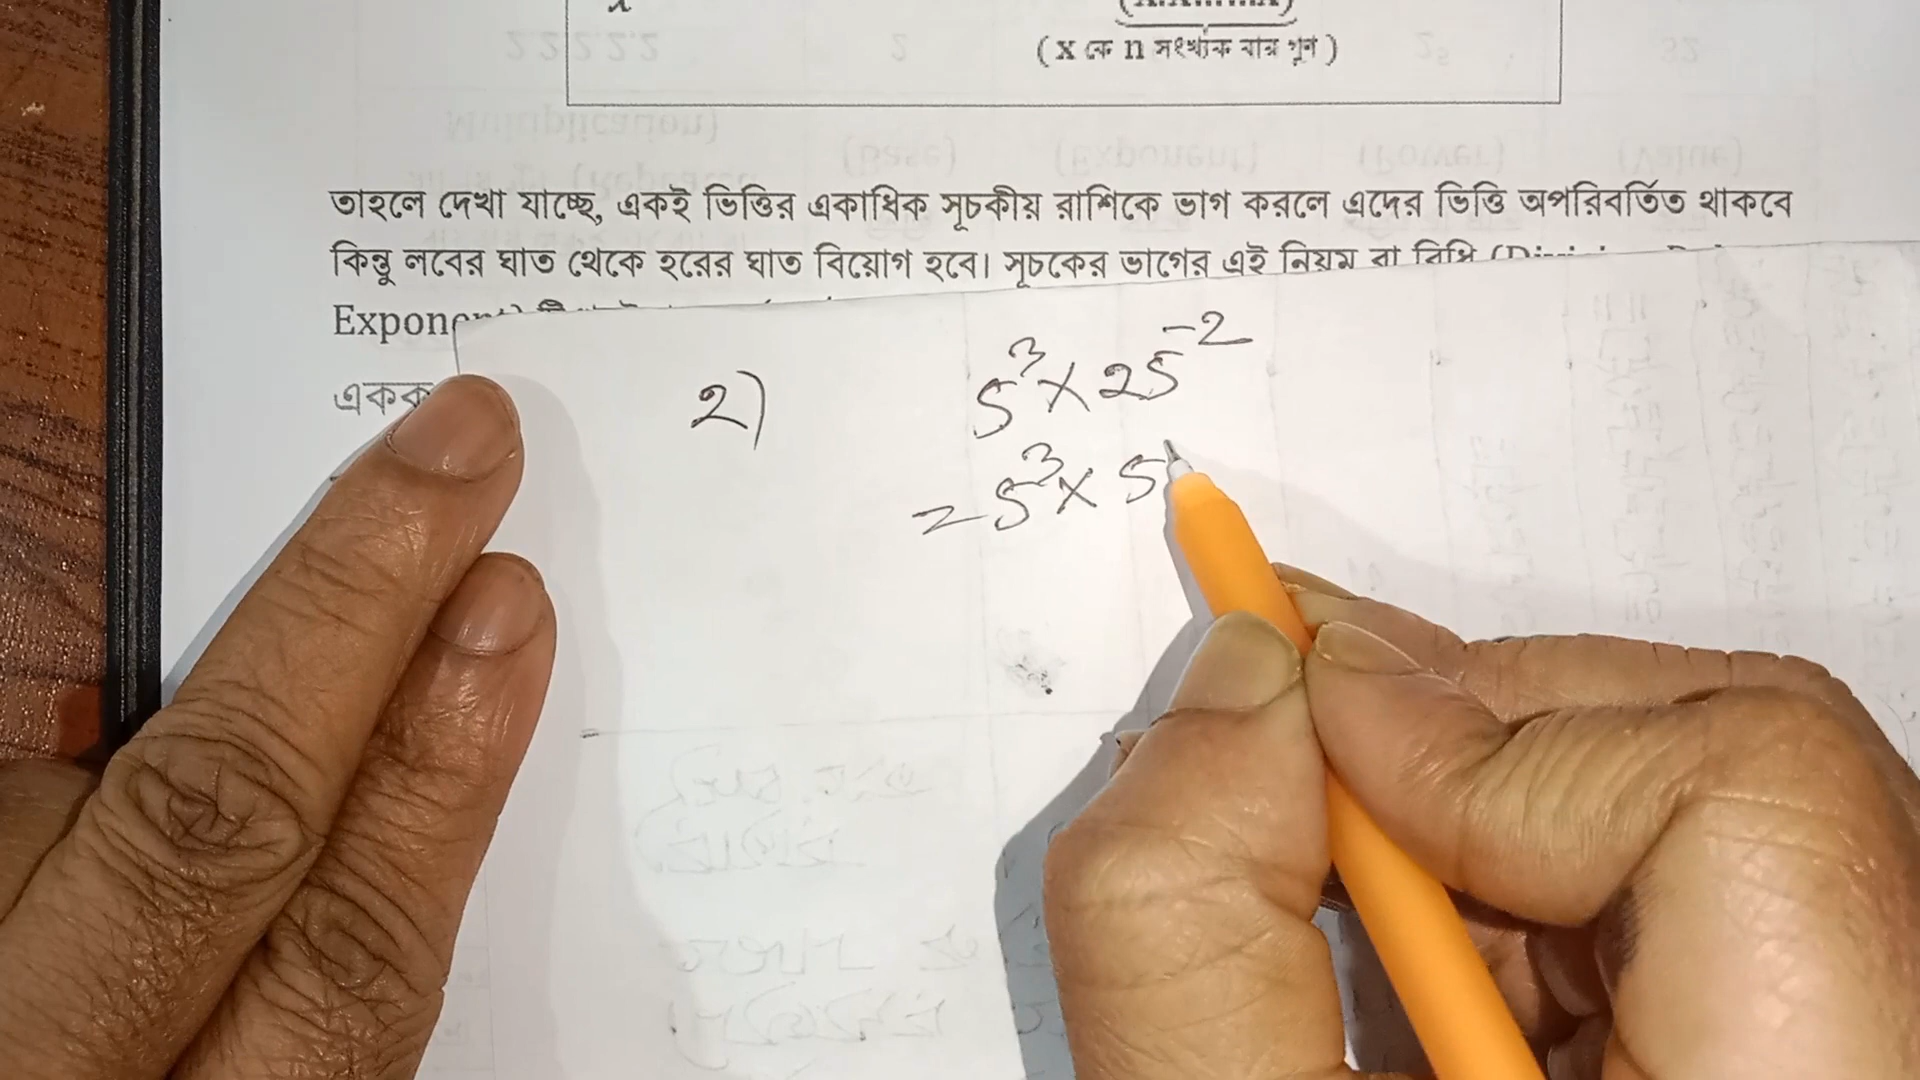 (x কে n সংখ্যক বার গুন )
তাহলে দেখা যাচ্ছে, একই ভিত্তির একাধিক সূচকীয় রাশিকে ভাগ করলে এদের ভিত্তি অপরিবর্তিত থাকবে
কিন্তু লবের ঘাত থেকে হরের ঘাত বিয়োগ হবে। সূচকের ভাগের এই নিয়ম বা বিধি
2) 5³ × 25⁻²
= 5³ × 5